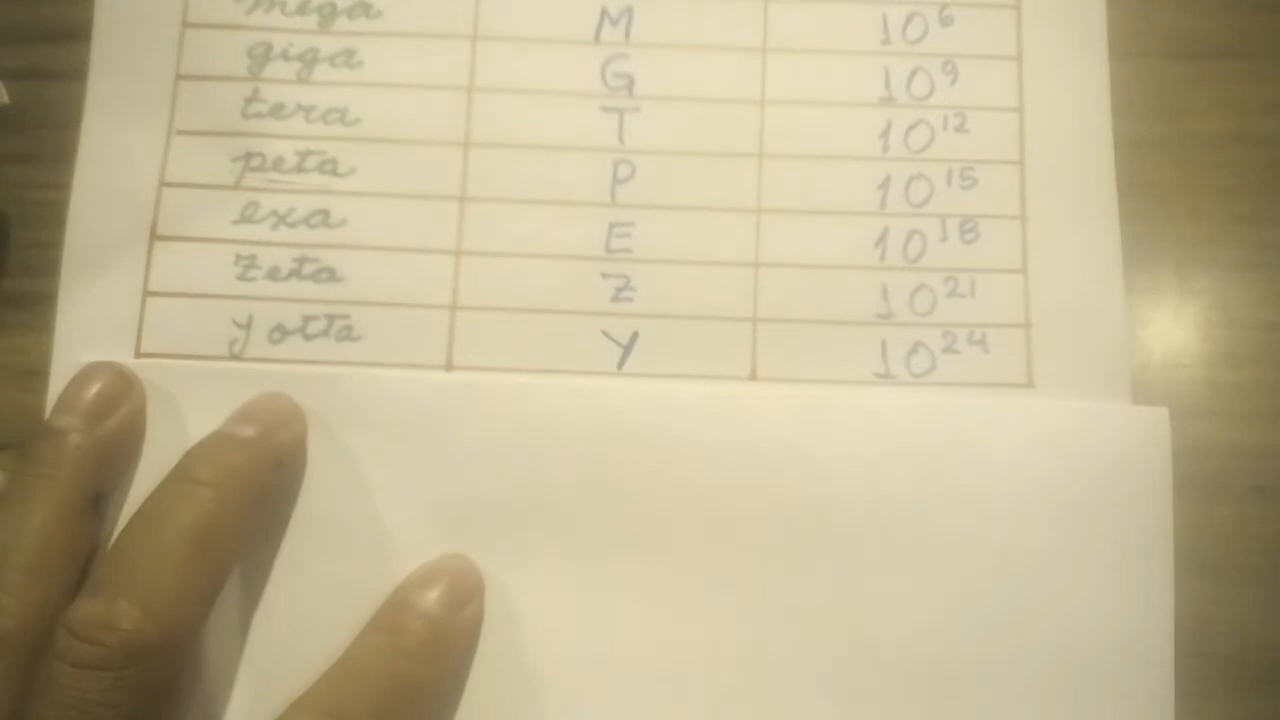 mega M 10⁶
giga G 10⁹
tera T 10¹²
peta P 10¹⁵
exa E 10¹⁸
zeta Z 10²¹
yotta Y 10²⁴